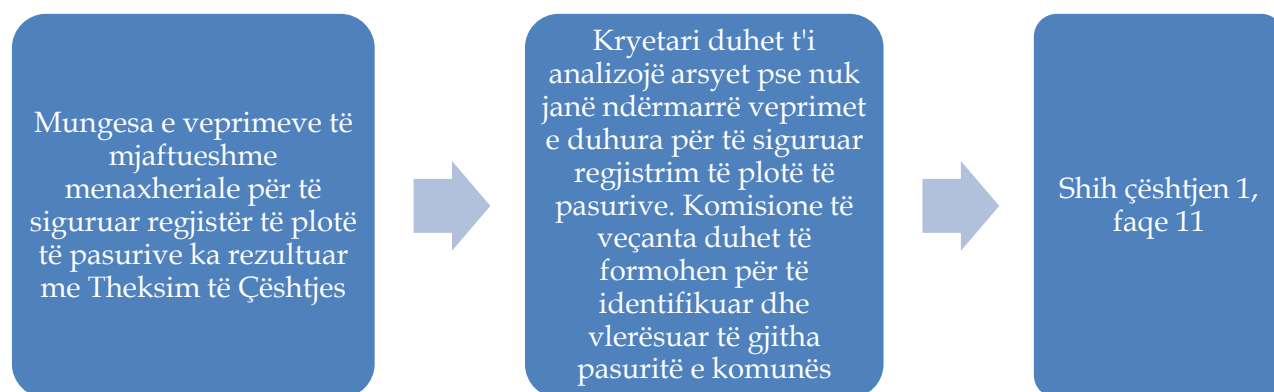 Mungesa e veprimeve të
mjaftueshme
menaxheriale për të
siguruar regjistër të plotë
të pasurive ka rezultuar
me Theksim të Çështjes
Kryetari duhet t'i
analizojë arsyet pse nuk
janë ndërmarrë veprimet
e duhura për të siguruar
regjistrim të plotë të
pasurive. Komisione të
veçanta duhet të
formohen për të
identifikuar dhe
vlerësuar të gjitha
pasuritë e komunës
Shih çështjen 1,
faqe 11